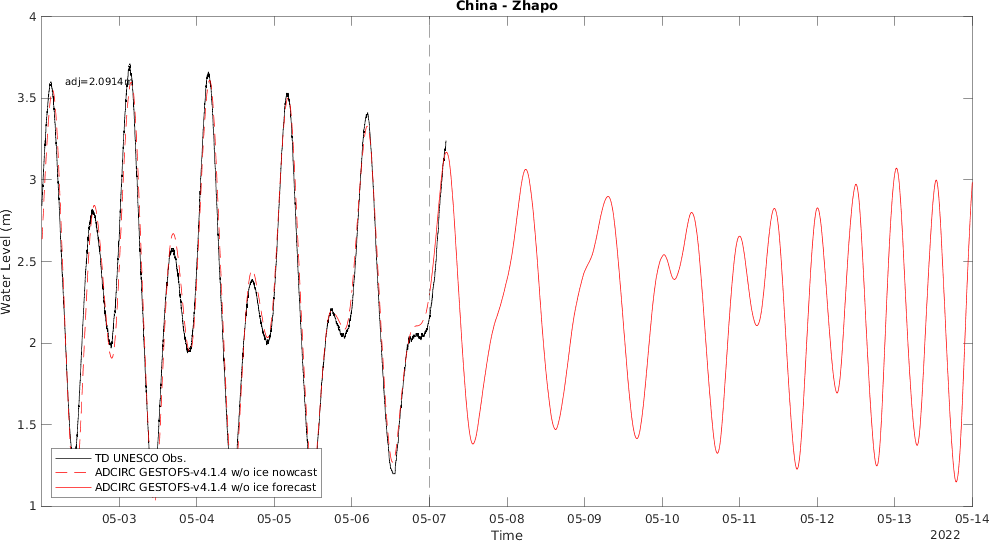 China - Zhapo
4
3.5
3
2.5
2
1.5
1
Water Level (m)
adj=2.0914m
TD UNESCO Obs.
ADCIRC GESTOFS-v4.1.4 w/o ice nowcast
ADCIRC GESTOFS-v4.1.4 w/o ice forecast
05-03 05-04 05-05 05-06 05-07 05-08 05-09 05-10 05-11 05-12 05-13 05-14
Time
2022